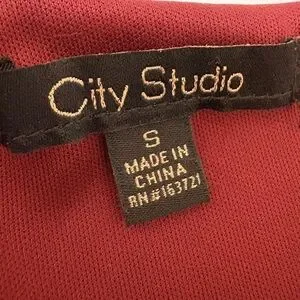 City Studio
S
MADE IN
CHINA
RN#163721